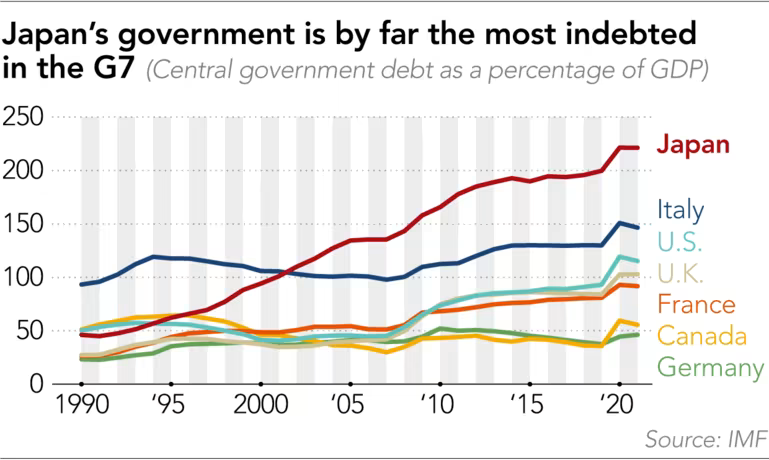 Japan’s government is by far the most indebted
in the G7 (Central government debt as a percentage of GDP)
250
200
150
100
50
0
Japan
Italy
U.S.
U.K.
France
Canada
Germany
1990 ‘95 2000 ‘05 ‘10 ‘15 ‘20
Source: IMF